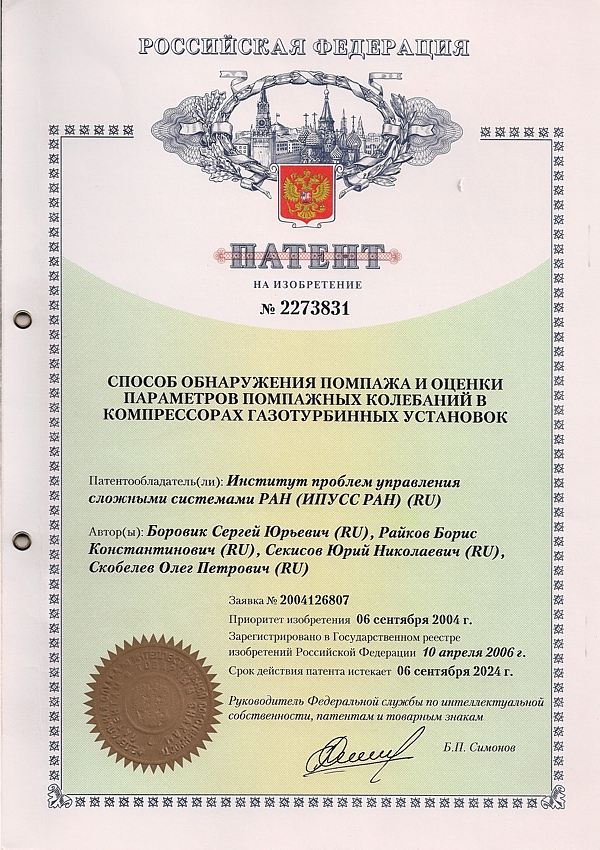 РОССИЙСКАЯ ФЕДЕРАЦИЯ
ПАТЕНТ
НА ИЗОБРЕТЕНИЕ
№ 2273831
СПОСОБ ОБНАРУЖЕНИЯ ПОМПАЖА И ОЦЕНКИ
ПАРАМЕТРОВ ПОМПАЖНЫХ КОЛЕБАНИЙ В
КОМПРЕССОРАХ ГАЗОТУРБИННЫХ УСТАНОВОК
Патентообладатель(ли): Институт проблем управления
сложными системами РАН (ИПУСС РАН) (RU)
Автор(ы): Боровик Сергей Юрьевич (RU), Райков Борис
Константинович (RU), Секисов Юрий Николаевич (RU),
Скобелев Олег Петрович (RU)
Заявка № 2004126807
Приоритет изобретения 06 сентября 2004 г.
Зарегистрировано в Государственном реестре
изобретений Российской Федерации 10 апреля 2006 г.
Срок действия патента истекает 06 сентября 2024 г.
Руководитель Федеральной службы по интеллектуальной
собственности, патентам и товарным знакам
Б.П. Симонов